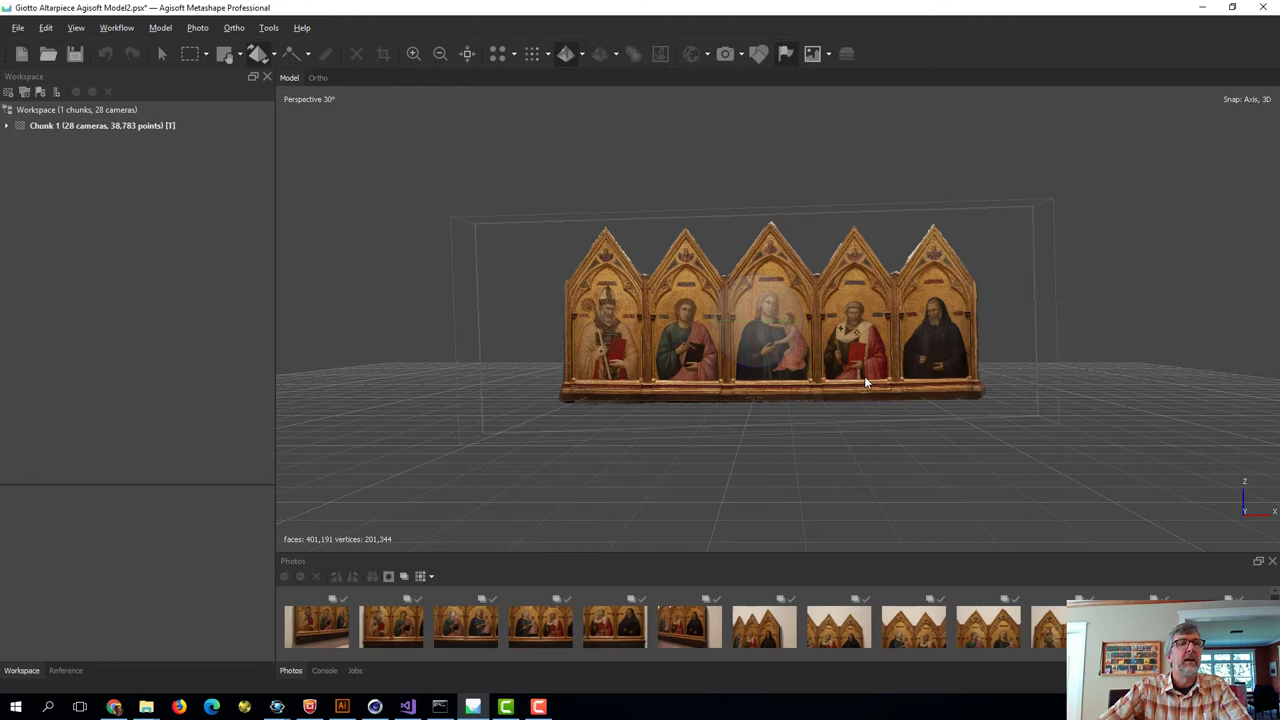 Giotto Altarpiece Agisoft Model2.psx* — Agisoft Metashape Professional
File Edit View Workflow Model Photo Ortho Tools Help
Workspace
Model Ortho
Perspective 30°
Snap: Axis, 3D
Workspace (1 chunks, 28 cameras)
Chunk 1 (28 cameras, 38,783 points) [T]
Z
Y
X
faces: 401,191 vertices: 201,344
Photos
Workspace Reference
Photos Console Jobs